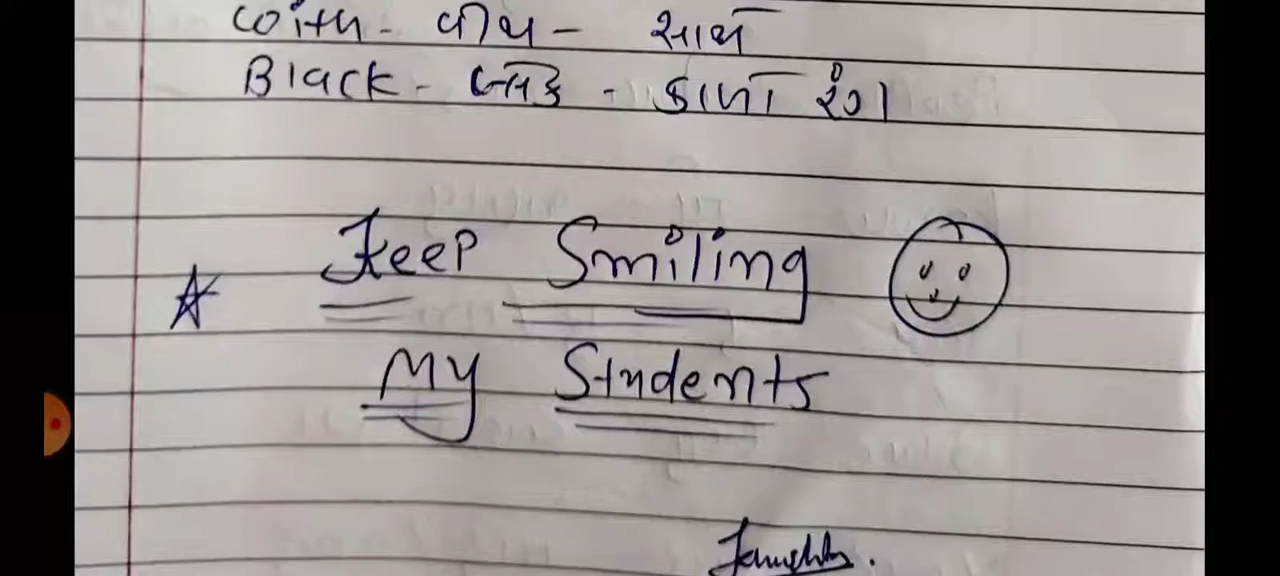 with - વીથ - સાથે
Black - બ્લેક - કાળો રંગ
Keep Smiling
My Students